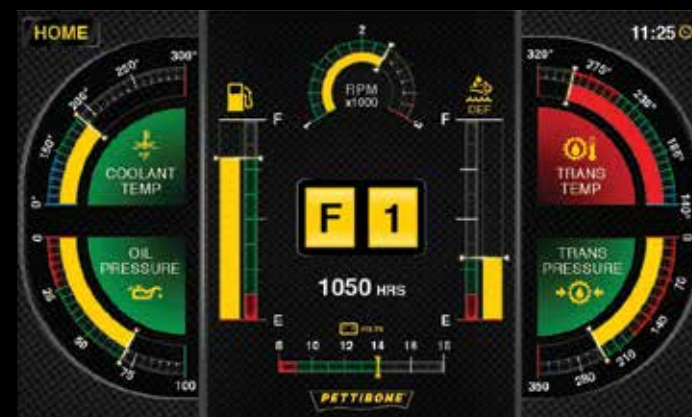 HOME
11:25
300°
250°
200°
150°
0°
COOLANT
TEMP
0
25
50
75
100
OIL
PRESSURE
F
E
2
RPM
x1000
F 1
1050 HRS
VOLTS
8 10 12 14 16 18
PETTIBONE
DEF
F
E
320°
275°
230°
185°
140°
TRANS
TEMP
TRANS
PRESSURE
0
70
140
210
280
350